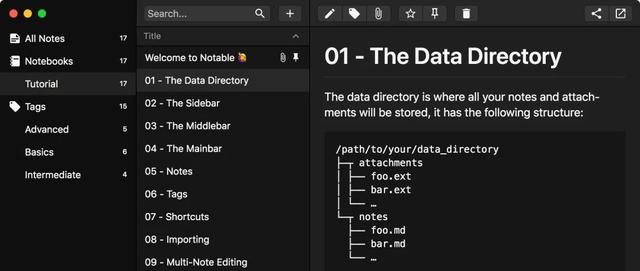 All Notes 17
Notebooks 17
Tutorial 17
Tags 15
Advanced 5
Basics 6
Intermediate 4
Search...
Title
Welcome to Notable
01 - The Data Directory
02 - The Sidebar
03 - The Middlebar
04 - The Mainbar
05 - Notes
06 - Tags
07 - Shortcuts
08 - Importing
09 - Multi-Note Editing
01 - The Data Directory
The data directory is where all your notes and attach-
ments will be stored, it has the following structure:
/path/to/your/data_directory
├─┬ attachments
│ ├── foo.ext
│ ├── bar.ext
│ └── …
└─┬ notes
  ├── foo.md
  ├── bar.md
  └── …